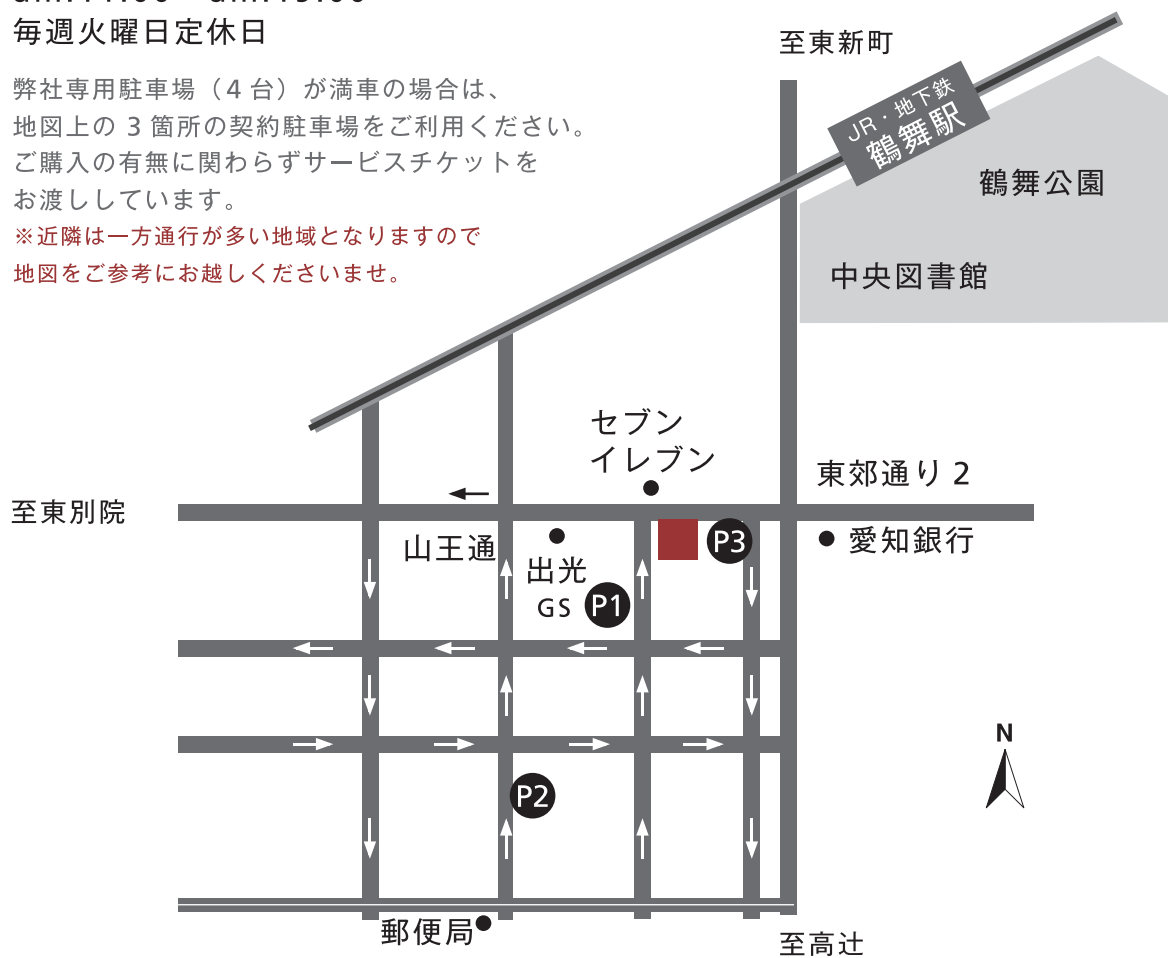 毎週火曜日定休日
弊社専用駐車場（4台）が満車の場合は、
地図上の 3 箇所の契約駐車場をご利用ください。
ご購入の有無に関わらずサービスチケットを
お渡ししています。
※近隣は一方通行が多い地域となりますので
地図をご参考にお越しくださいませ。
至東新町
JR・地下鉄
鶴舞駅
鶴舞公園
中央図書館
セブン
イレブン
東郊通り 2
至東別院
愛知銀行
山王通
出光
GS
P1
P3
P2
N
郵便局
至高辻